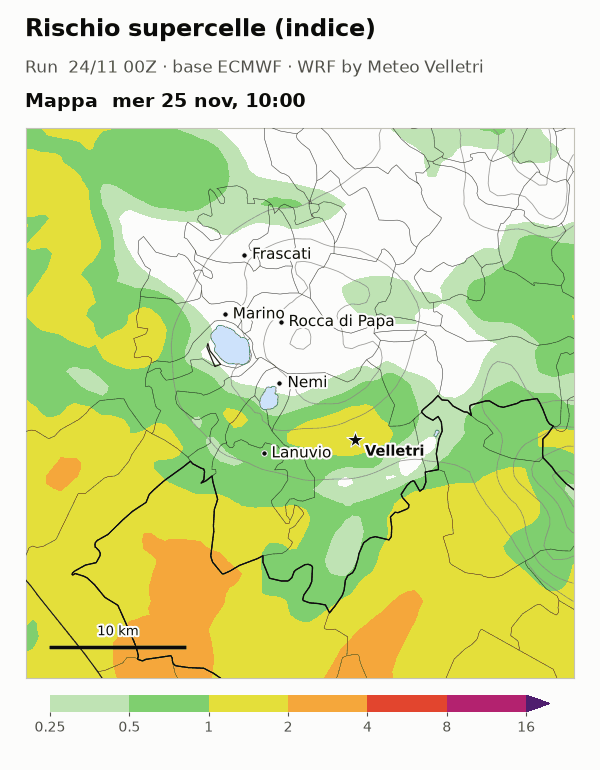 Rischio supercelle (indice)
Run  24/11 00Z · base ECMWF · WRF by Meteo Velletri
Mappa  mer 25 nov, 10:00
Frascati
Marino
Rocca di Papa
Nemi
Velletri
Lanuvio
10 km
0.25 0.5 1 2 4 8 16